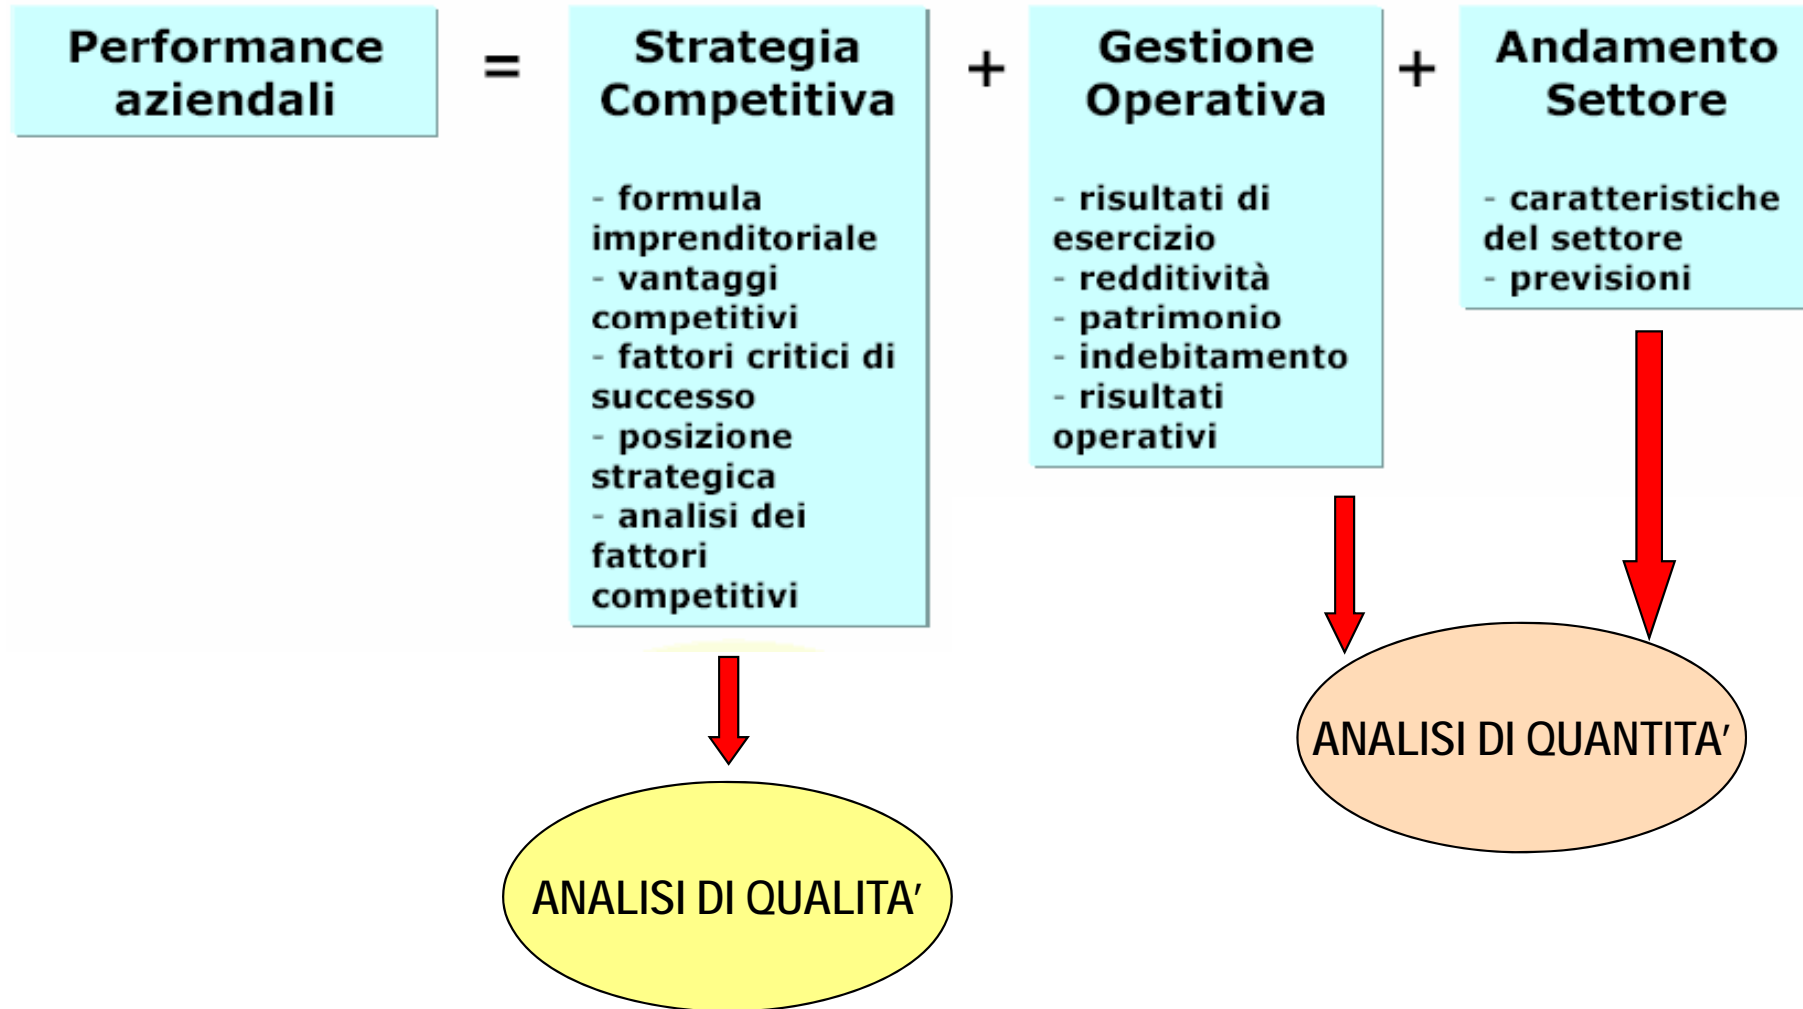 Performance
aziendali
=
Strategia
Competitiva
- formula
imprenditoriale
- vantaggi
competitivi
- fattori critici di
successo
- posizione
strategica
- analisi dei
fattori
competitivi
+
Gestione
Operativa
- risultati di
esercizio
- redditività
- patrimonio
- indebitamento
- risultati
operativi
+
Andamento
Settore
- caratteristiche
del settore
- previsioni
ANALISI DI QUANTITA'
ANALISI DI QUALITA'